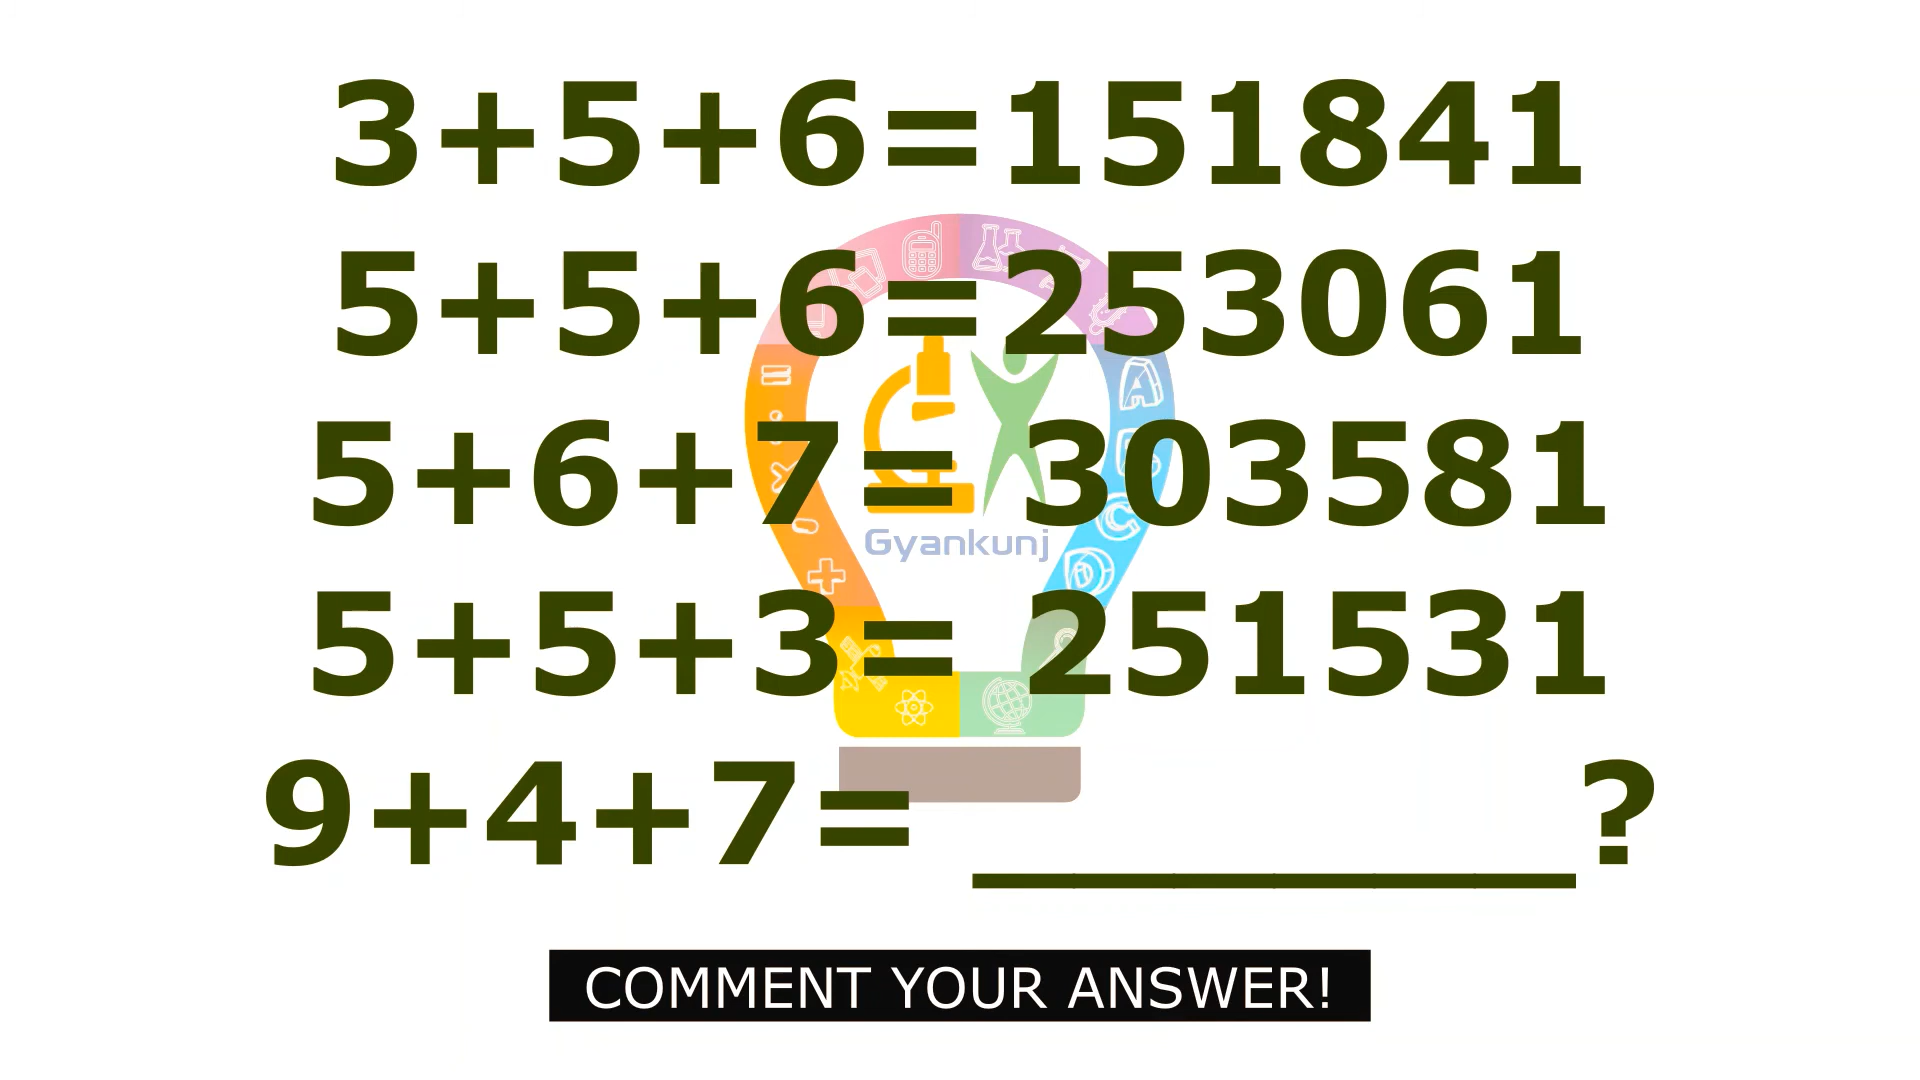 3+5+6=151841
5+5+6=253061
5+6+7= 303581
5+5+3= 251531
9+4+7= ______?
Gyankunj
A
B
C
D
COMMENT YOUR ANSWER!